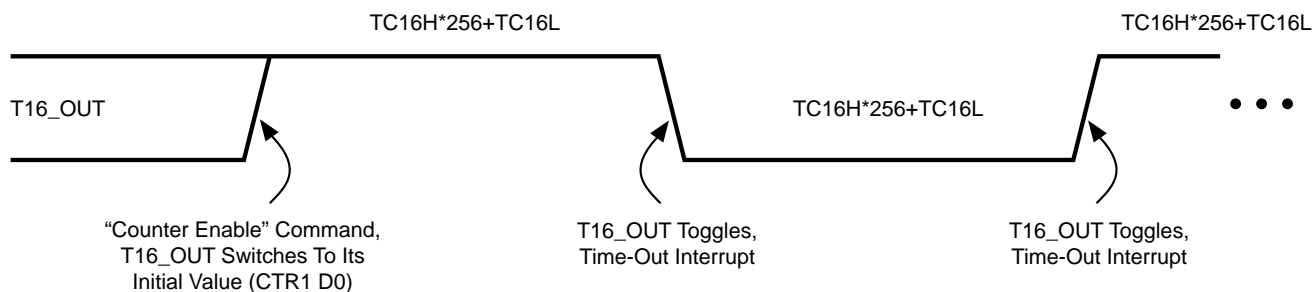 TC16H*256+TC16L
TC16H*256+TC16L
T16_OUT
TC16H*256+TC16L
“Counter Enable” Command,
T16_OUT Switches To Its
Initial Value (CTR1 D0)
T16_OUT Toggles,
Time-Out Interrupt
T16_OUT Toggles,
Time-Out Interrupt